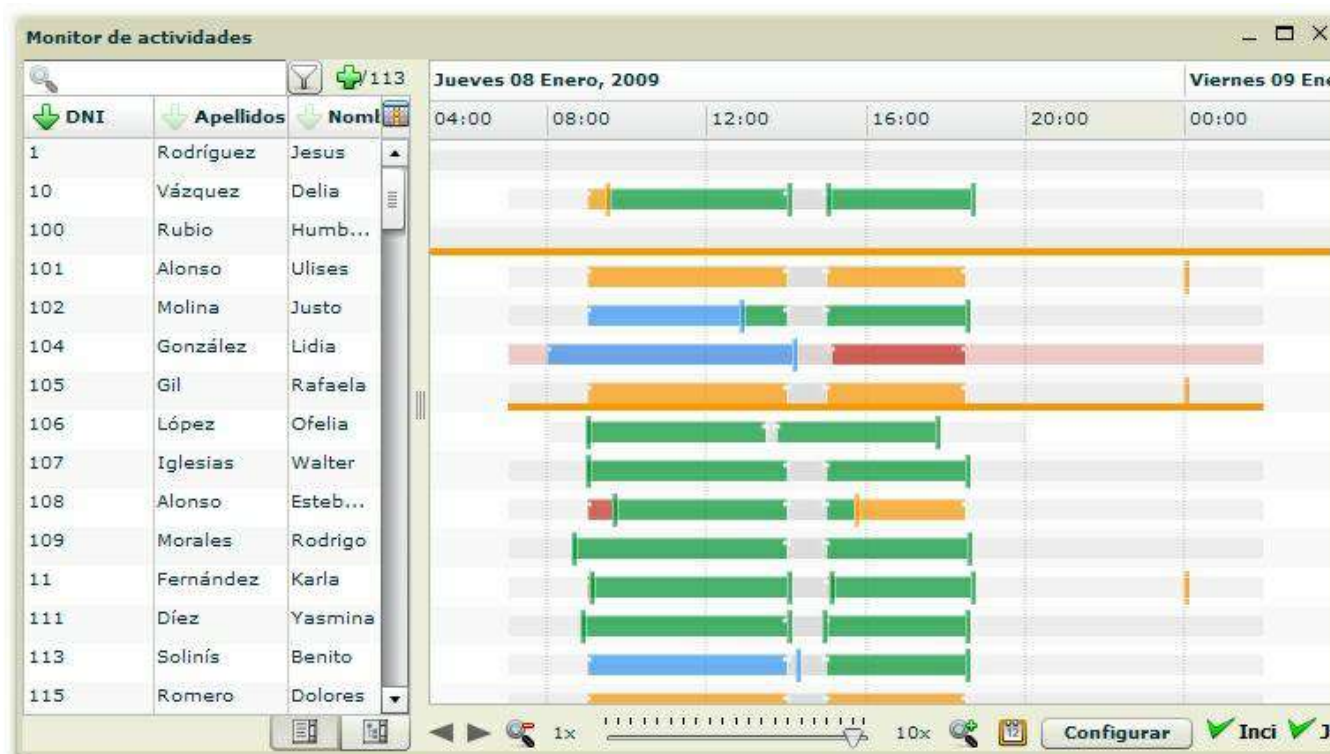 Monitor de actividades
/113
DNI Apellidos Noml
1 Rodríguez Jesus
10 Vázquez Delia
100 Rubio Humb...
101 Alonso Ulises
102 Molina Justo
104 González Lidia
105 Gil Rafaela
106 López Ofelia
107 Iglesias Walter
108 Alonso Esteb...
109 Morales Rodrigo
11 Fernández Karla
111 Díez Yasmina
113 Solinís Benito
115 Romero Dolores
Jueves 08 Enero, 2009 Viernes 09 Ene
04:00 08:00 12:00 16:00 20:00 00:00
1x 10x 12 Configurar Inci J